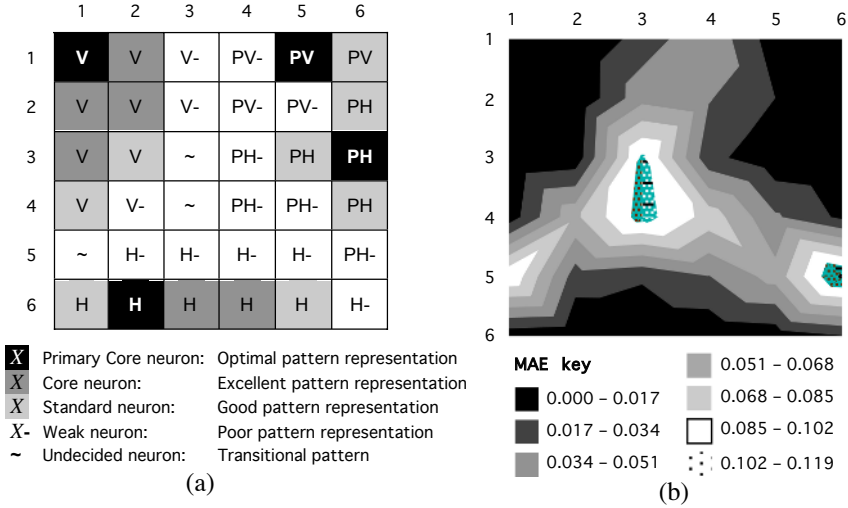 1 2 3 4 5 6
1 V V V- PV- PV PV
2 V V V- PV- PV- PH
3 V V ~ PH- PH PH
4 V V- ~ PH- PH- PH
5 ~ H- H- H- H- PH-
6 H H H H H H-
X Primary Core neuron: Optimal pattern representation
X Core neuron: Excellent pattern representation
X Standard neuron: Good pattern representation
X- Weak neuron: Poor pattern representation
~ Undecided neuron: Transitional pattern
(a)
1 2 3 4 5 6
1
2
3
4
5
6
MAE key
0.000 – 0.017
0.017 – 0.034
0.034 – 0.051
0.051 – 0.068
0.068 – 0.085
0.085 – 0.102
0.102 – 0.119
(b)